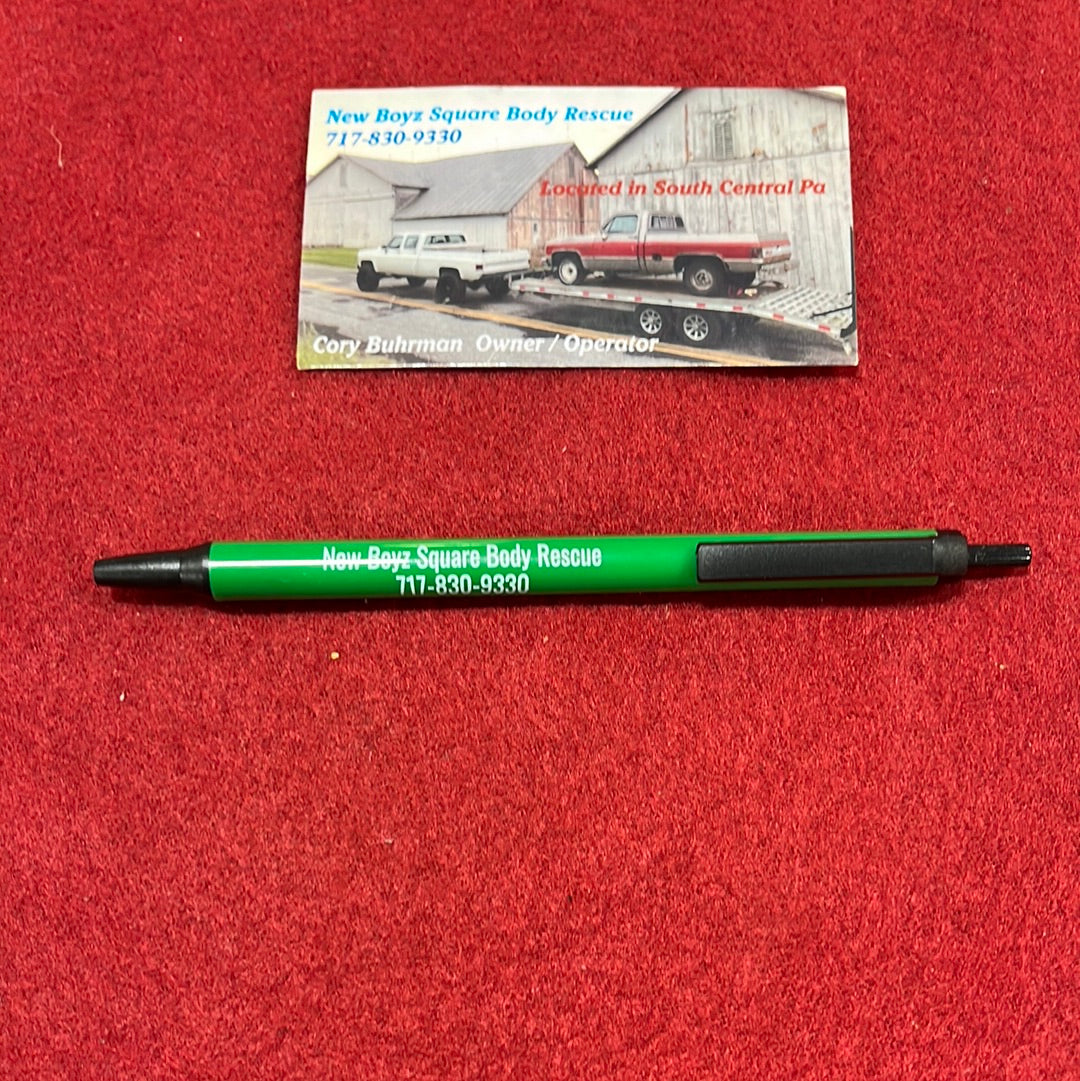 New Boyz Square Body Rescue
717-830-9330
Located in South Central Pa
Cory Buhrman Owner / Operator
New Boyz Square Body Rescue
717-830-9330